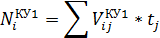 N_i^{КУ1} = ∑ V_{ij}^{КУ1} * t_j